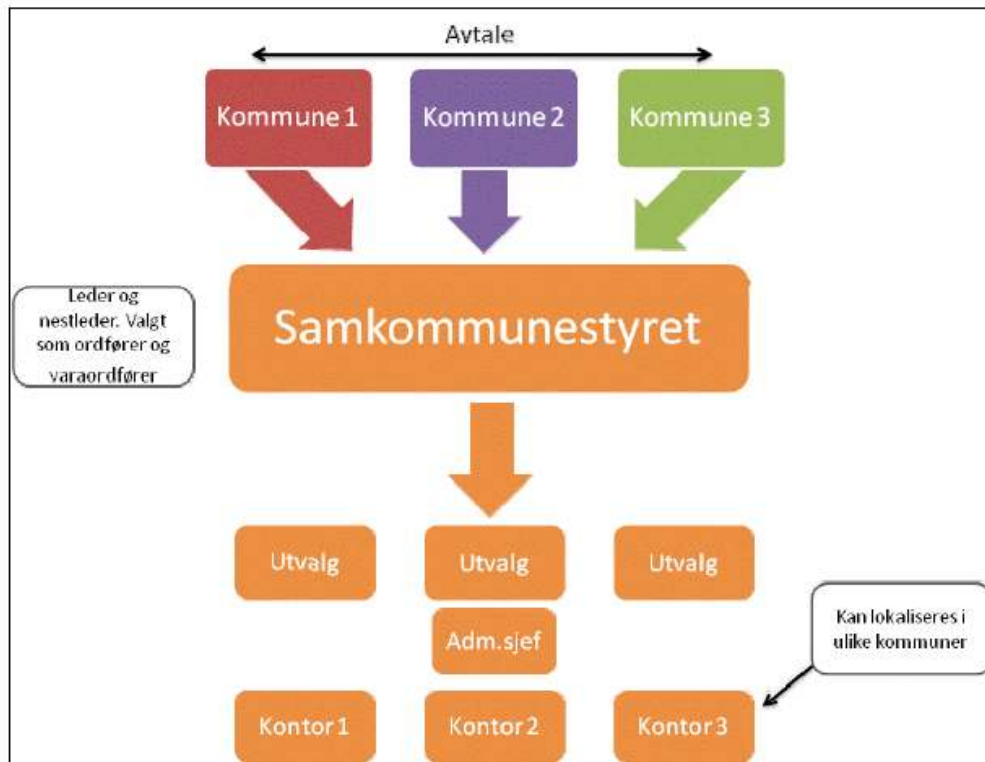 Avtale
Kommune 1
Kommune 2
Kommune 3
Leder og
nestleder. Valgt
som ordfører og
varaordfører
Samkommunestyret
Utvalg
Utvalg
Utvalg
Adm.sjef
Kan lokaliseres i
ulike kommuner
Kontor 1
Kontor 2
Kontor 3